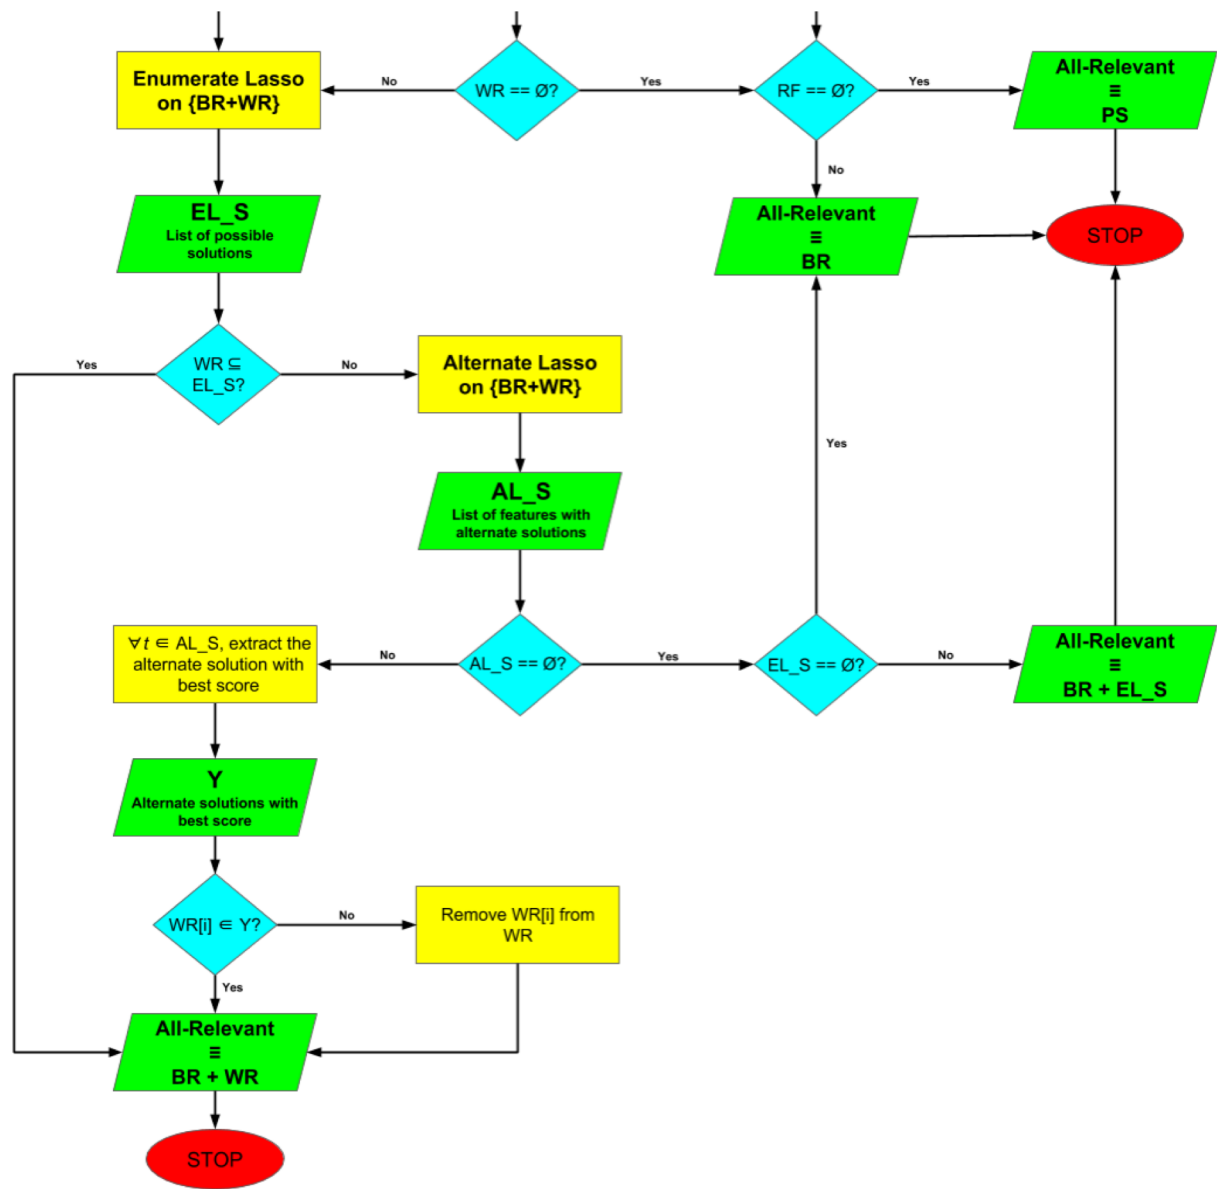 Enumerate Lasso
on {BR+WR}
No
WR == Ø?
Yes
RF == Ø?
Yes
All-Relevant
≡
PS
No
EL_S
List of possible
solutions
All-Relevant
≡
BR
STOP
Yes
WR ⊆
EL_S?
No
Alternate Lasso
on {BR+WR}
Yes
AL_S
List of features with
alternate solutions
∀t ∈ AL_S, extract the
alternate solution with
best score
No
AL_S == Ø?
Yes
EL_S == Ø?
No
All-Relevant
≡
BR + EL_S
Y
Alternate solutions with
best score
WR[i] ∈ Y?
No
Remove WR[i] from
WR
Yes
All-Relevant
≡
BR + WR
STOP